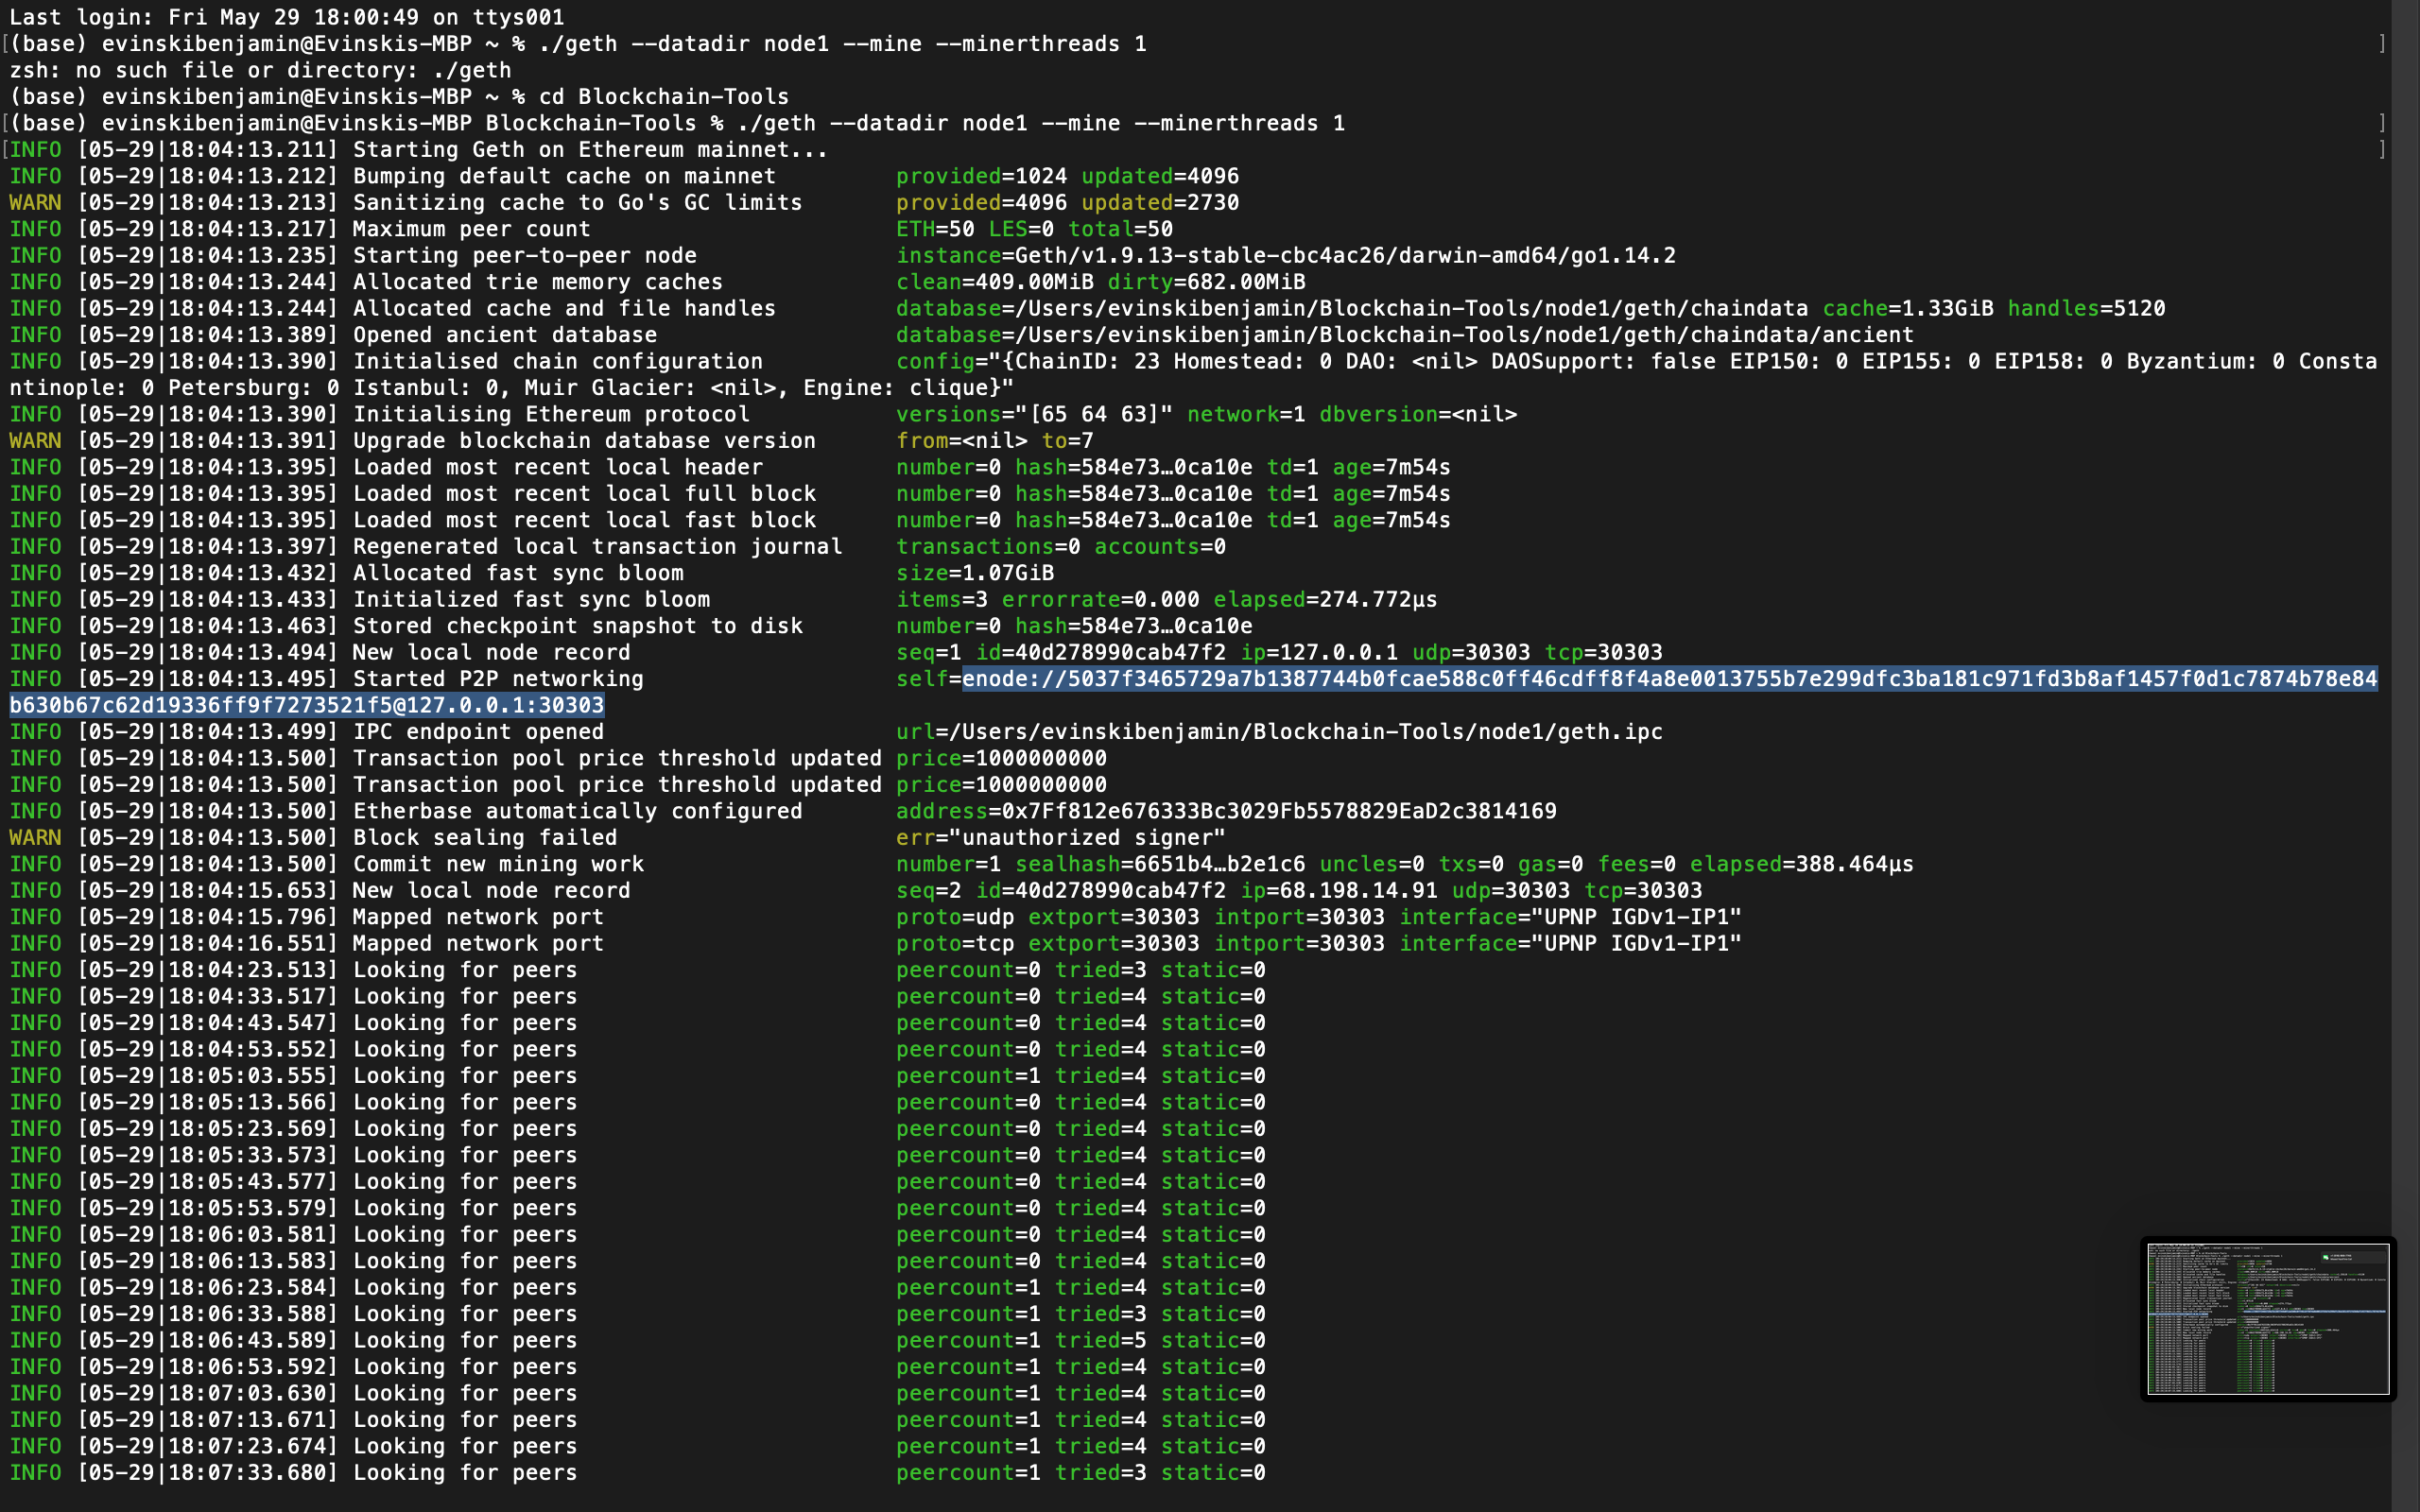 Last login: Fri May 29 18:00:49 on ttys001
[(base) evinskibenjamin@Evinskis-MBP ~ % ./geth --datadir node1 --mine --minerthreads 1 ]
zsh: no such file or directory: ./geth
(base) evinskibenjamin@Evinskis-MBP ~ % cd Blockchain-Tools
[(base) evinskibenjamin@Evinskis-MBP Blockchain-Tools % ./geth --datadir node1 --mine --minerthreads 1 ]
[INFO [05-29|18:04:13.211] Starting Geth on Ethereum mainnet... ]
INFO [05-29|18:04:13.212] Bumping default cache on mainnet provided=1024 updated=4096
WARN [05-29|18:04:13.213] Sanitizing cache to Go's GC limits provided=4096 updated=2730
INFO [05-29|18:04:13.217] Maximum peer count ETH=50 LES=0 total=50
INFO [05-29|18:04:13.235] Starting peer-to-peer node instance=Geth/v1.9.13-stable-cbc4ac26/darwin-amd64/go1.14.2
INFO [05-29|18:04:13.244] Allocated trie memory caches clean=409.00MiB dirty=682.00MiB
INFO [05-29|18:04:13.244] Allocated cache and file handles database=/Users/evinskibenjamin/Blockchain-Tools/node1/geth/chaindata cache=1.33GiB handles=5120
INFO [05-29|18:04:13.389] Opened ancient database database=/Users/evinskibenjamin/Blockchain-Tools/node1/geth/chaindata/ancient
INFO [05-29|18:04:13.390] Initialised chain configuration config="{ChainID: 23 Homestead: 0 DAO: <nil> DAOSupport: false EIP150: 0 EIP155: 0 EIP158: 0 Byzantium: 0 Consta
ntinople: 0 Petersburg: 0 Istanbul: 0, Muir Glacier: <nil>, Engine: clique}"
INFO [05-29|18:04:13.390] Initialising Ethereum protocol versions="[65 64 63]" network=1 dbversion=<nil>
WARN [05-29|18:04:13.391] Upgrade blockchain database version from=<nil> to=7
INFO [05-29|18:04:13.395] Loaded most recent local header number=0 hash=584e73…0ca10e td=1 age=7m54s
INFO [05-29|18:04:13.395] Loaded most recent local full block number=0 hash=584e73…0ca10e td=1 age=7m54s
INFO [05-29|18:04:13.395] Loaded most recent local fast block number=0 hash=584e73…0ca10e td=1 age=7m54s
INFO [05-29|18:04:13.397] Regenerated local transaction journal transactions=0 accounts=0
INFO [05-29|18:04:13.432] Allocated fast sync bloom size=1.07GiB
INFO [05-29|18:04:13.433] Initialized fast sync bloom items=3 errorrate=0.000 elapsed=274.772µs
INFO [05-29|18:04:13.463] Stored checkpoint snapshot to disk number=0 hash=584e73…0ca10e
INFO [05-29|18:04:13.494] New local node record seq=1 id=40d278990cab47f2 ip=127.0.0.1 udp=30303 tcp=30303
INFO [05-29|18:04:13.495] Started P2P networking self=enode://5037f3465729a7b1387744b0fcae588c0ff46cdff8f4a8e0013755b7e299dfc3ba181c971fd3b8af1457f0d1c7874b78e84
b630b67c62d19336ff9f7273521f5@127.0.0.1:30303
INFO [05-29|18:04:13.499] IPC endpoint opened url=/Users/evinskibenjamin/Blockchain-Tools/node1/geth.ipc
INFO [05-29|18:04:13.500] Transaction pool price threshold updated price=1000000000
INFO [05-29|18:04:13.500] Transaction pool price threshold updated price=1000000000
INFO [05-29|18:04:13.500] Etherbase automatically configured address=0x7Ff812e676333Bc3029Fb5578829EaD2c3814169
WARN [05-29|18:04:13.500] Block sealing failed err="unauthorized signer"
INFO [05-29|18:04:13.500] Commit new mining work number=1 sealhash=6651b4…b2e1c6 uncles=0 txs=0 gas=0 fees=0 elapsed=388.464µs
INFO [05-29|18:04:15.653] New local node record seq=2 id=40d278990cab47f2 ip=68.198.14.91 udp=30303 tcp=30303
INFO [05-29|18:04:15.796] Mapped network port proto=udp extport=30303 intport=30303 interface="UPNP IGDv1-IP1"
INFO [05-29|18:04:16.551] Mapped network port proto=tcp extport=30303 intport=30303 interface="UPNP IGDv1-IP1"
INFO [05-29|18:04:23.513] Looking for peers peercount=0 tried=3 static=0
INFO [05-29|18:04:33.517] Looking for peers peercount=0 tried=4 static=0
INFO [05-29|18:04:43.547] Looking for peers peercount=0 tried=4 static=0
INFO [05-29|18:04:53.552] Looking for peers peercount=0 tried=4 static=0
INFO [05-29|18:05:03.555] Looking for peers peercount=1 tried=4 static=0
INFO [05-29|18:05:13.566] Looking for peers peercount=0 tried=4 static=0
INFO [05-29|18:05:23.569] Looking for peers peercount=0 tried=4 static=0
INFO [05-29|18:05:33.573] Looking for peers peercount=0 tried=4 static=0
INFO [05-29|18:05:43.577] Looking for peers peercount=0 tried=4 static=0
INFO [05-29|18:05:53.579] Looking for peers peercount=0 tried=4 static=0
INFO [05-29|18:06:03.581] Looking for peers peercount=0 tried=4 static=0
INFO [05-29|18:06:13.583] Looking for peers peercount=0 tried=4 static=0
INFO [05-29|18:06:23.584] Looking for peers peercount=1 tried=4 static=0
INFO [05-29|18:06:33.588] Looking for peers peercount=1 tried=3 static=0
INFO [05-29|18:06:43.589] Looking for peers peercount=1 tried=5 static=0
INFO [05-29|18:06:53.592] Looking for peers peercount=1 tried=4 static=0
INFO [05-29|18:07:03.630] Looking for peers peercount=1 tried=4 static=0
INFO [05-29|18:07:13.671] Looking for peers peercount=1 tried=4 static=0
INFO [05-29|18:07:23.674] Looking for peers peercount=1 tried=4 static=0
INFO [05-29|18:07:33.680] Looking for peers peercount=1 tried=3 static=0